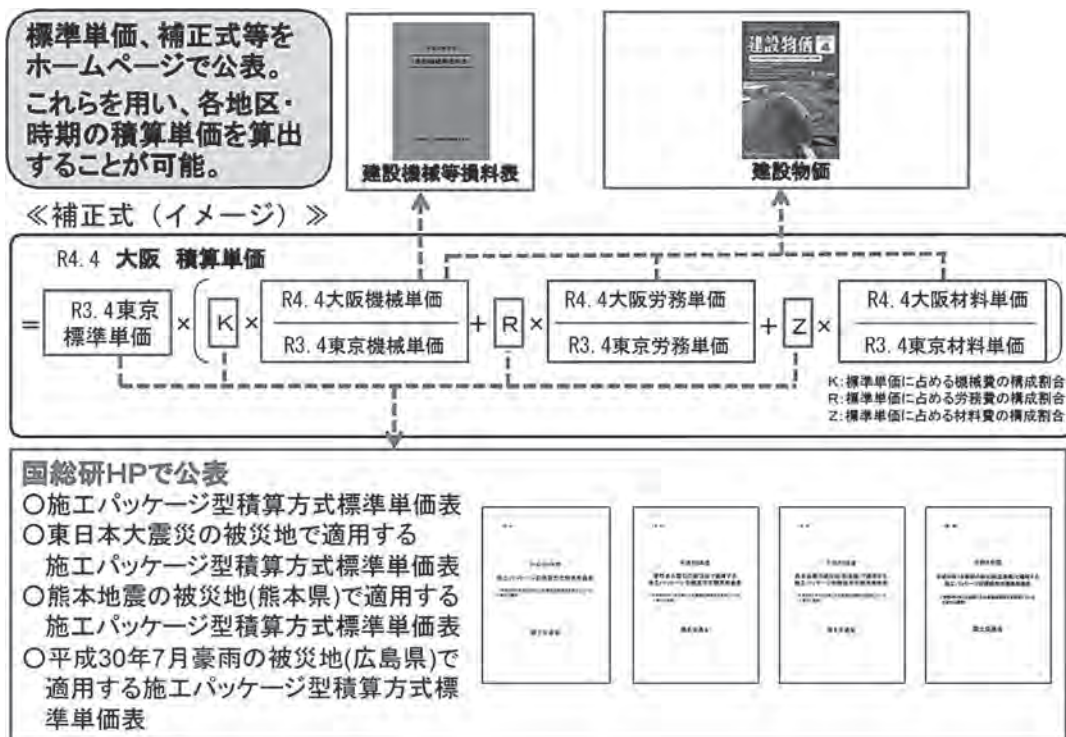 標準単価、補正式等を
ホームページで公表。
これらを用い、各地区・
時期の積算単価を算出
することが可能。
建設機械等損料表
建設物価 4
建設物価
≪補正式（イメージ）≫
R4.4 大阪 積算単価
= R3.4東京
標準単価
× ( K × R4.4大阪機械単価
R3.4東京機械単価
+ R × R4.4大阪労務単価
R3.4東京労務単価
+ Z × R4.4大阪材料単価
R3.4東京材料単価 )
K:標準単価に占める機械費の構成割合
R:標準単価に占める労務費の構成割合
Z:標準単価に占める材料費の構成割合
国総研HPで公表
○施工パッケージ型積算方式標準単価表
○東日本大震災の被災地で適用する
施工パッケージ型積算方式標準単価表
○熊本地震の被災地(熊本県)で適用する
施工パッケージ型積算方式標準単価表
○平成30年7月豪雨の被災地(広島県)で
適用する施工パッケージ型積算方式標
準単価表